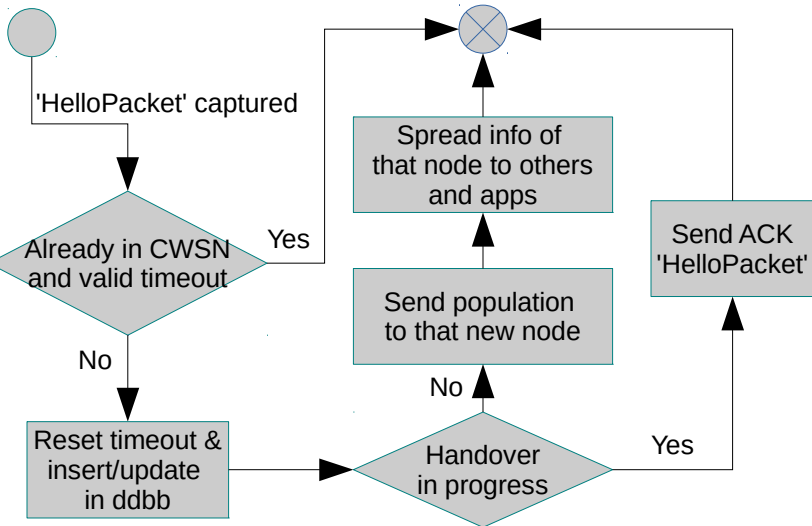 'HelloPacket' captured
Already in CWSN
and valid timeout
Yes
No
Reset timeout &
insert/update
in ddbb
Handover
in progress
No
Send population
to that new node
Spread info of
that node to others
and apps
Yes
Send ACK
'HelloPacket'